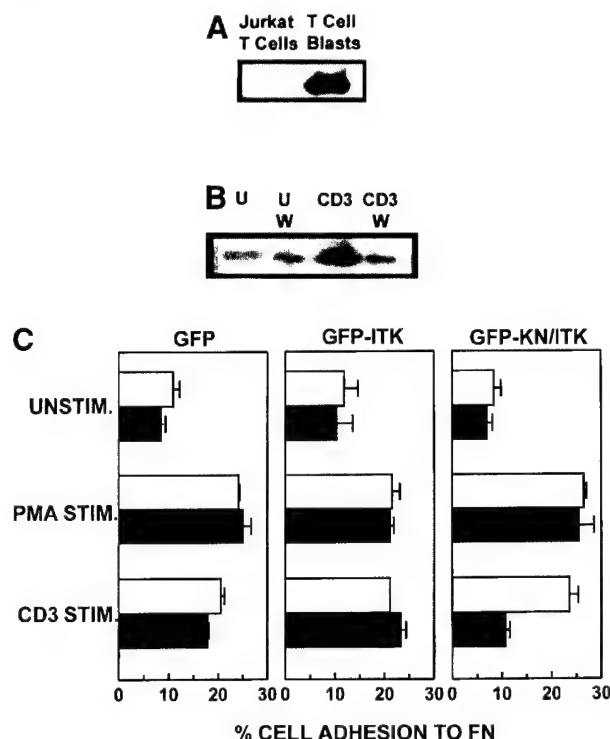 A
Jurkat T Cell
T Cells Blasts
B
U U CD3 CD3
W W
C
GFP GFP-ITK GFP-KN/ITK
UNSTIM.
PMA STIM.
CD3 STIM.
0 10 20 30 0 10 20 30 0 10 20 30
% CELL ADHESION TO FN